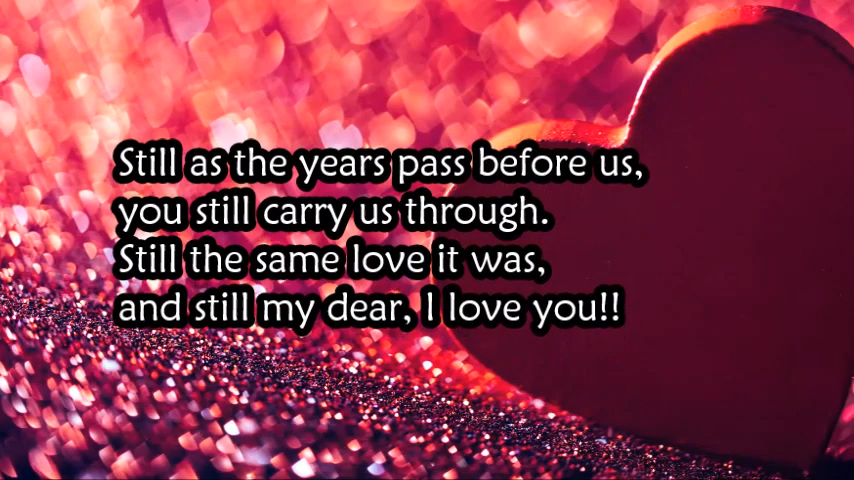 Still as the years pass before us,
you still carry us through.
Still the same love it was,
and still my dear, I love you!!